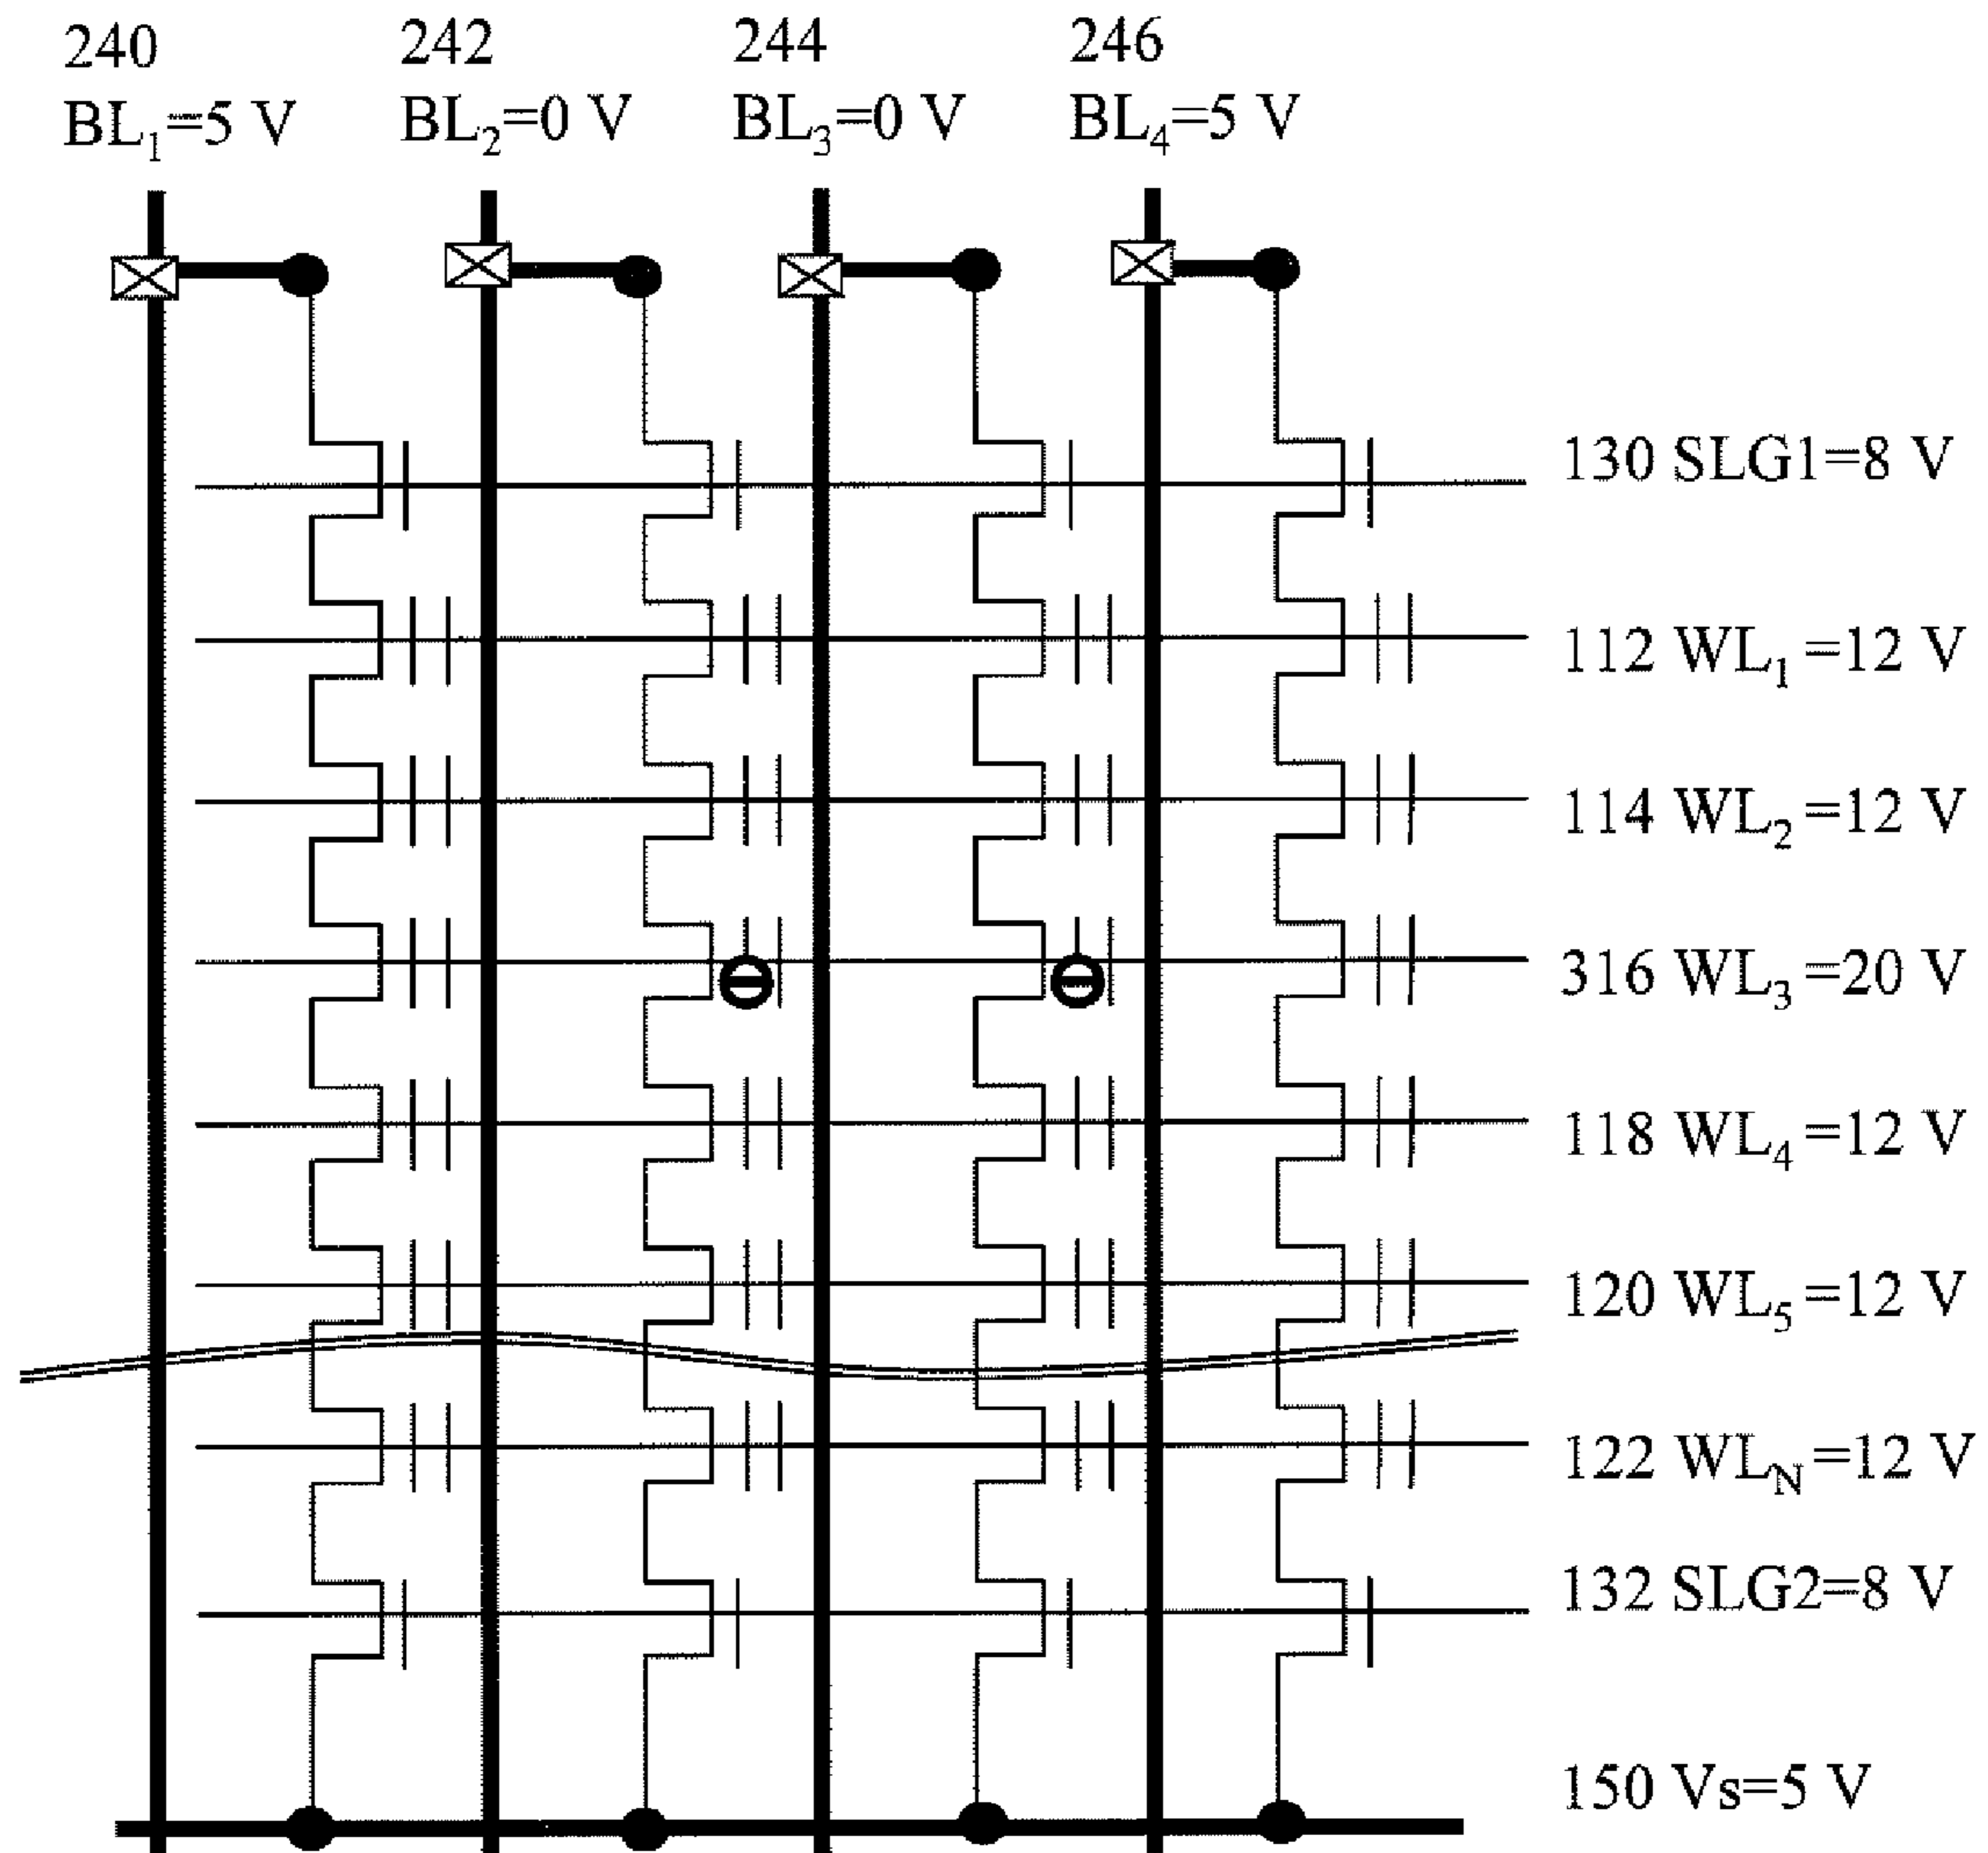 240 242 244 246
BL₁=5 V BL₂=0 V BL₃=0 V BL₄=5 V
130 SLG1=8 V
112 WL₁=12 V
114 WL₂=12 V
316 WL₃=20 V
118 WL₄=12 V
120 WL₅=12 V
122 WL_N=12 V
132 SLG2=8 V
150 Vs=5 V